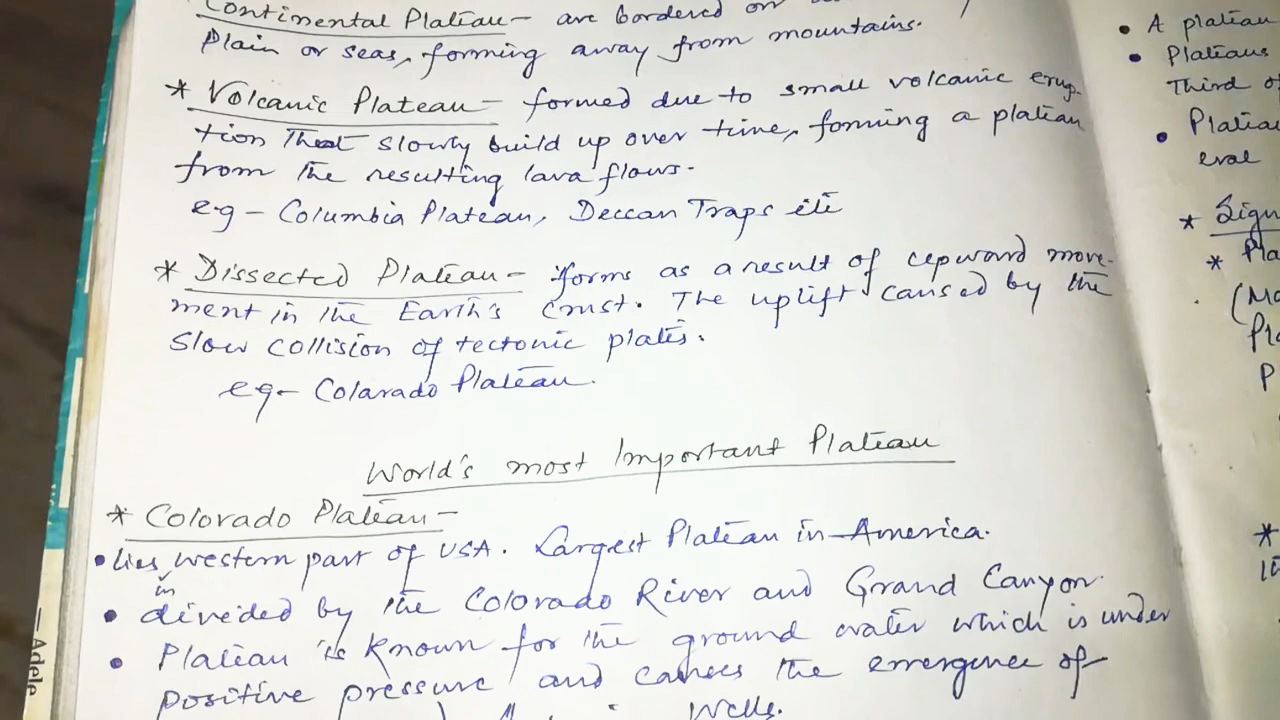 Continental Plateau - are bordered on
Plain or seas, forming away from mountains.
* Volcanic Plateau - formed due to small volcanic erup-
tion that slowly build up over time, forming a plateau
from the resulting lava flows.
e.g - Columbia Plateau, Deccan Traps etc
* Dissected Plateau - forms as a result of upward move-
ment in the Earth's Crust. The uplift caused by the
slow collision of tectonic plates.
eg - Colarado Plateau.
World's most Important Plateau
* Colorado Plateau -
• lies in western part of USA. Largest Plateau in America.
• divided by the Colorado River and Grand Canyon.
• Plateau is known for the ground water which is under
positive pressure and causes the emergence of
Wells.
• A plateau
• Plateaus
Third of
• Platea
eval
* Sign
* Pla
(Mo
Pla
P
*
— Adele